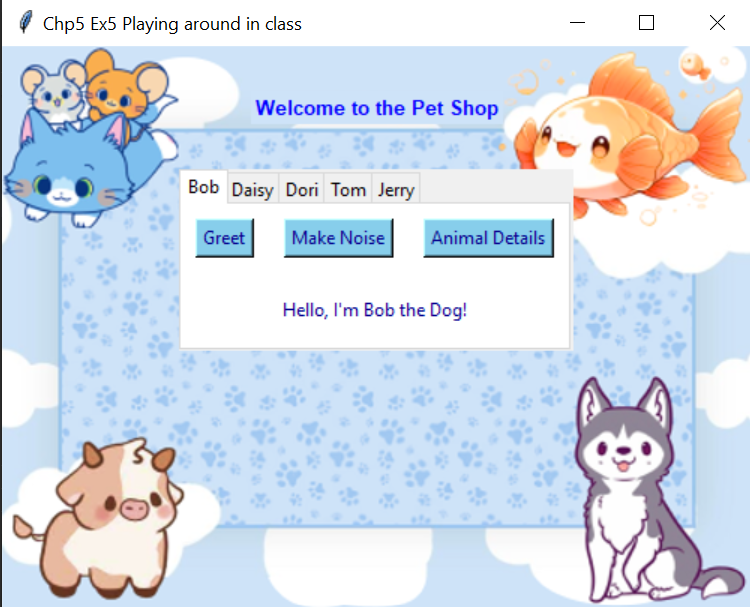 Chp5 Ex5 Playing around in class
Welcome to the Pet Shop
Bob Daisy Dori Tom Jerry
Greet Make Noise Animal Details
Hello, I'm Bob the Dog!